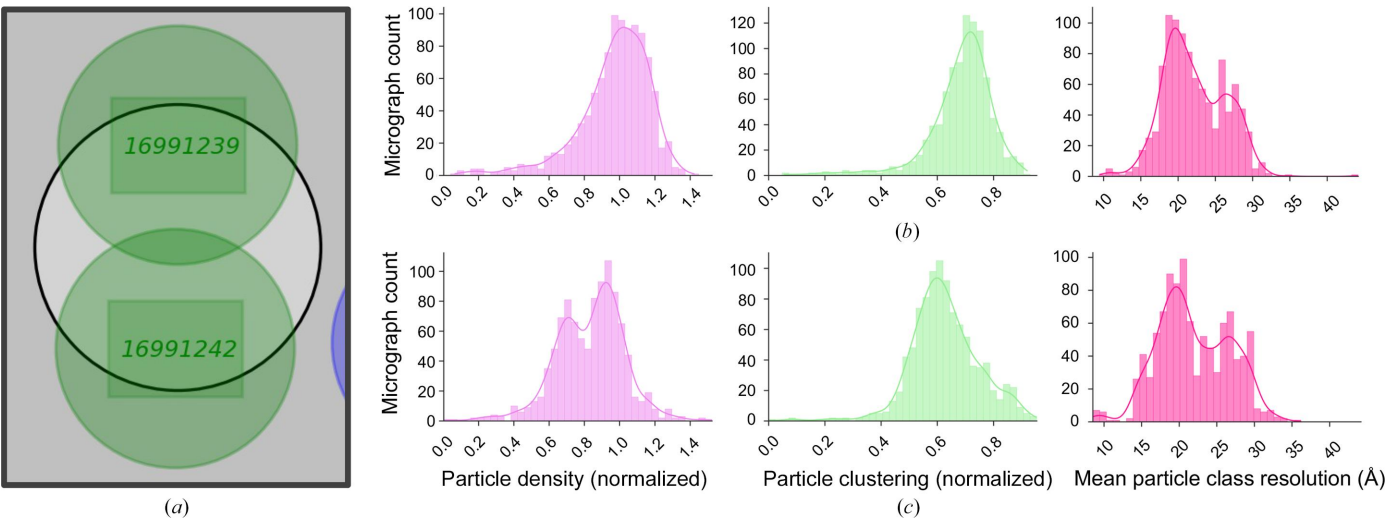 16991239
16991242
(a)
Micrograph count
100
80
60
40
20
0
0.0 0.2 0.4 0.6 0.8 1.0 1.2 1.4
120
100
80
60
40
20
0
0.0 0.2 0.4 0.6 0.8
100
80
60
40
20
0
10 15 20 25 30 35 40
(b)
Micrograph count
100
80
60
40
20
0
0.0 0.2 0.4 0.6 0.8 1.0 1.2 1.4
Particle density (normalized)
100
80
60
40
20
0
0.0 0.2 0.4 0.6 0.8
Particle clustering (normalized)
100
80
60
40
20
0
10 15 20 25 30 35 40
Mean particle class resolution (Å)
(c)